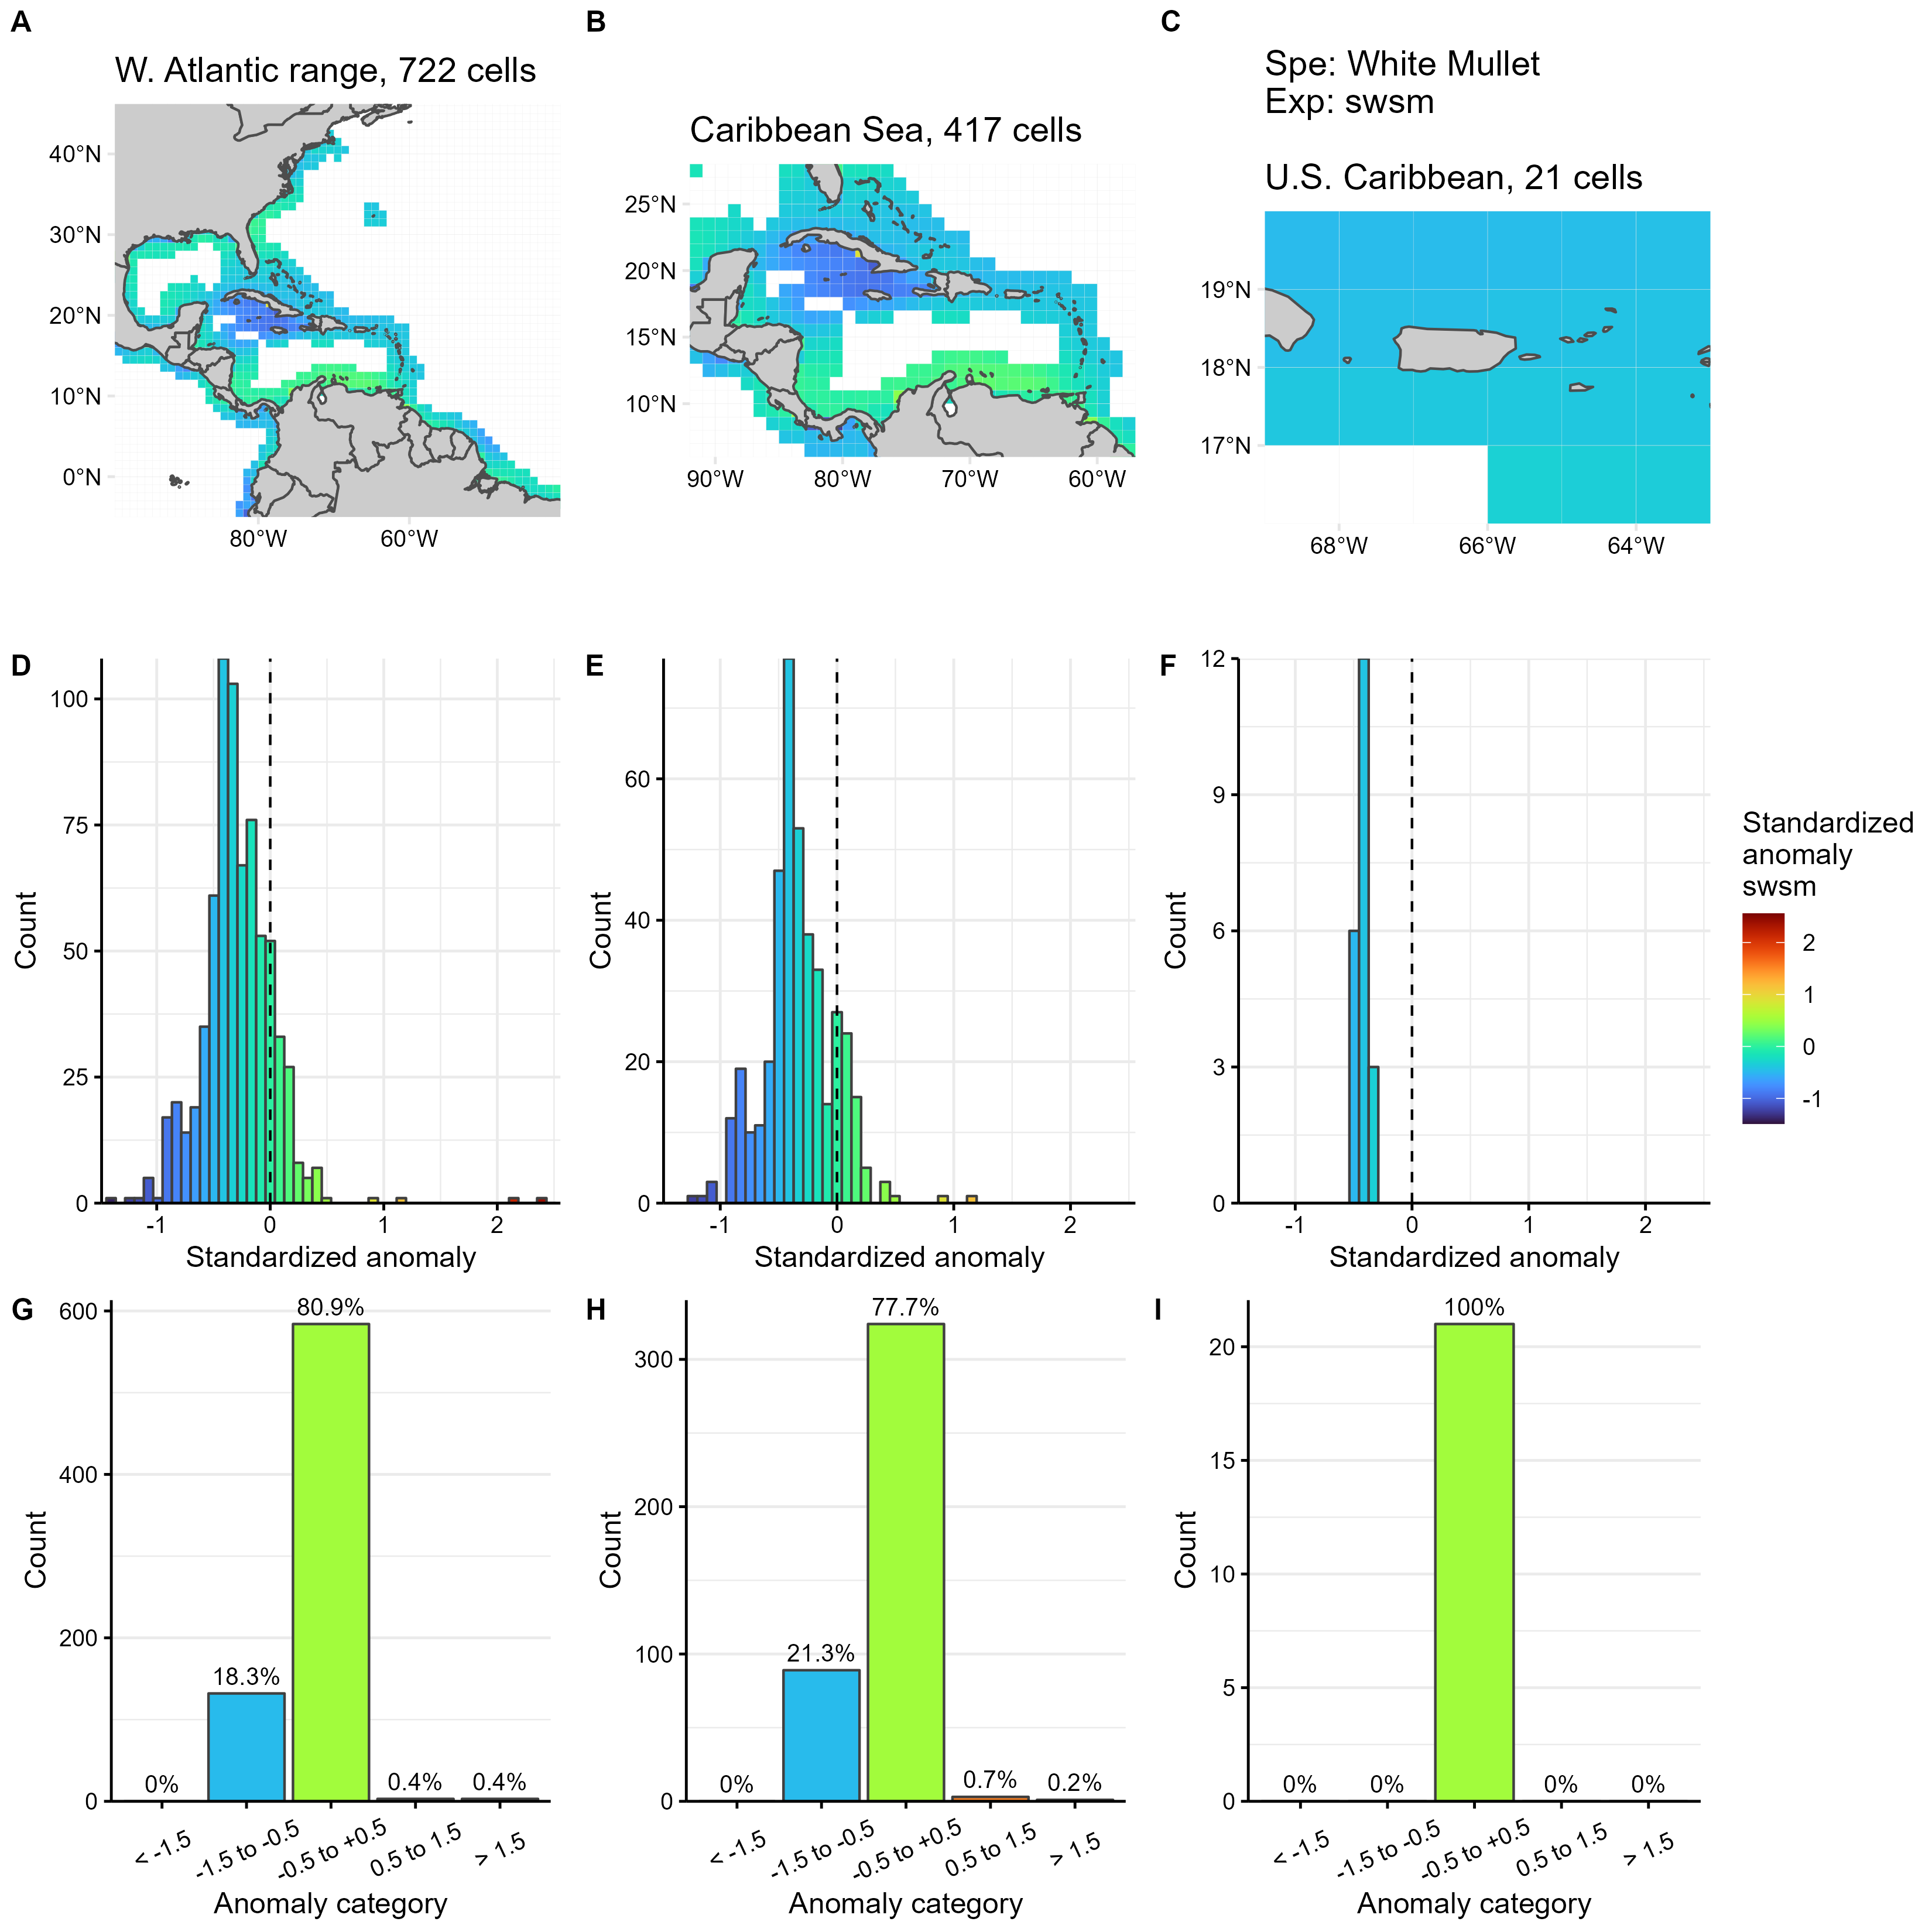 A
B
C
W. Atlantic range, 722 cells
Caribbean Sea, 417 cells
Spe: White Mullet
Exp: swsm
U.S. Caribbean, 21 cells
40°N
30°N
20°N
10°N
0°N
80°W
60°W
25°N
20°N
15°N
10°N
90°W
80°W
70°W
60°W
19°N
18°N
17°N
68°W
66°W
64°W
D
Count
100
75
50
25
0
-1
0
1
2
Standardized anomaly
E
Count
60
40
20
0
-1
0
1
2
Standardized anomaly
F
Count
12
9
6
3
0
-1
0
1
2
Standardized anomaly
Standardized
anomaly
swsm
2
1
0
-1
G
Count
600
400
200
0
0%
18.3%
80.9%
0.4%
0.4%
< -1.5
-1.5 to -0.5
-0.5 to +0.5
0.5 to 1.5
> 1.5
Anomaly category
H
Count
300
200
100
0
0%
21.3%
77.7%
0.7%
0.2%
< -1.5
-1.5 to -0.5
-0.5 to +0.5
0.5 to 1.5
> 1.5
Anomaly category
I
Count
20
15
10
5
0
0%
0%
100%
0%
0%
< -1.5
-1.5 to -0.5
-0.5 to +0.5
0.5 to 1.5
> 1.5
Anomaly category